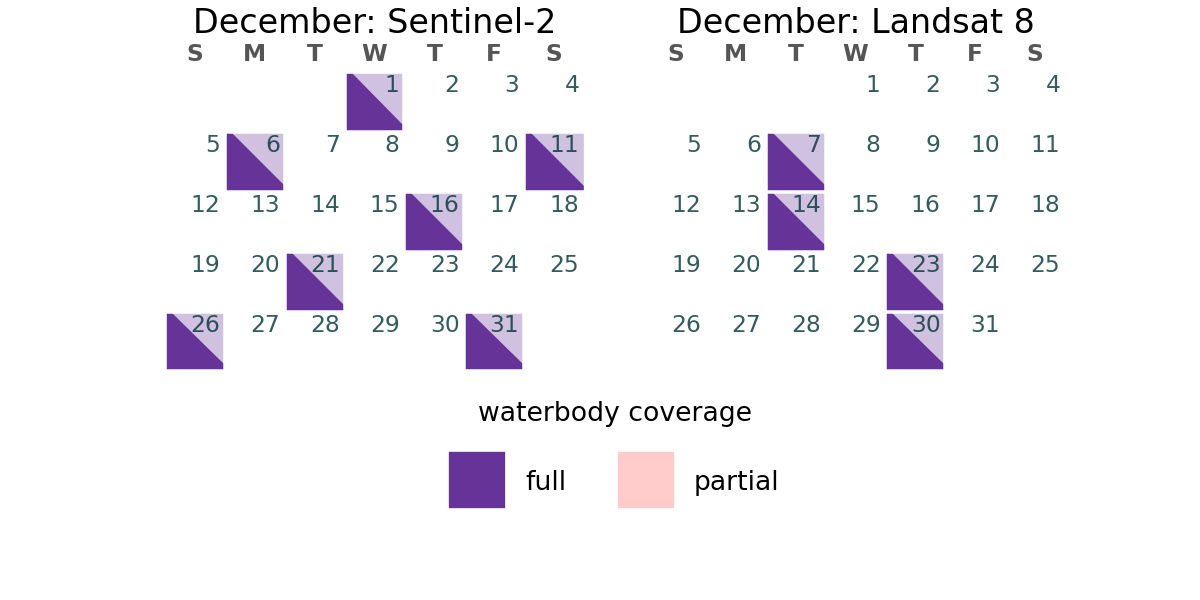 December: Sentinel-2
S M T W T F S
1 2 3 4
5 6 7 8 9 10 11
12 13 14 15 16 17 18
19 20 21 22 23 24 25
26 27 28 29 30 31
December: Landsat 8
S M T W T F S
1 2 3 4
5 6 7 8 9 10 11
12 13 14 15 16 17 18
19 20 21 22 23 24 25
26 27 28 29 30 31
waterbody coverage
full
partial